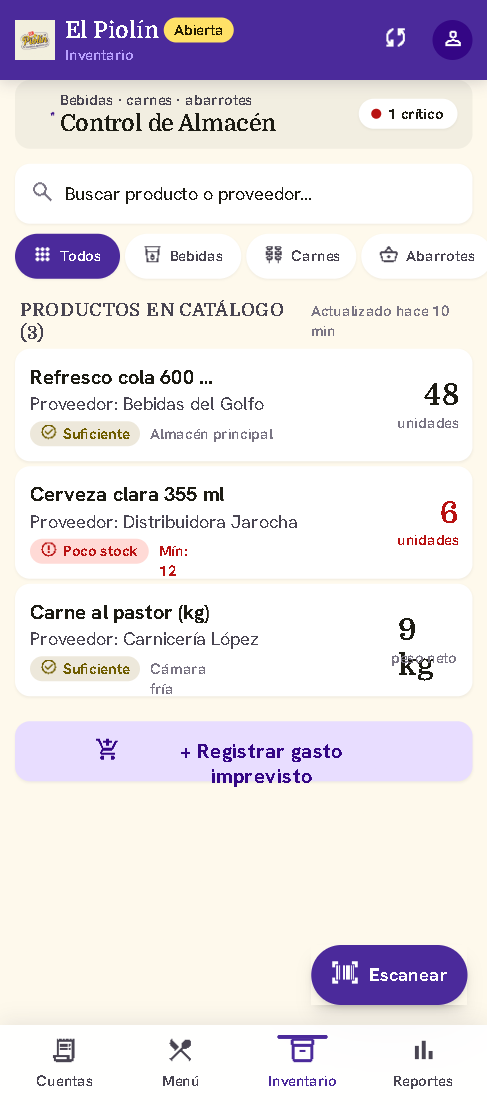 El Piolín
Abierta
Inventario
Bebidas · carnes · abarrotes
Control de Almacén
1 crítico
Buscar producto o proveedor...
Todos
Bebidas
Carnes
Abarrotes
PRODUCTOS EN CATÁLOGO
(3)
Actualizado hace 10
min
Refresco cola 600 ...
Proveedor: Bebidas del Golfo
Suficiente
Almacén principal
48
unidades
Cerveza clara 355 ml
Proveedor: Distribuidora Jarocha
Poco stock
Mín:
12
6
unidades
Carne al pastor (kg)
Proveedor: Carnicería López
Suficiente
Cámara
fría
9
kg
peso neto
+ Registrar gasto
imprevisto
Escanear
Cuentas
Menú
Inventario
Reportes